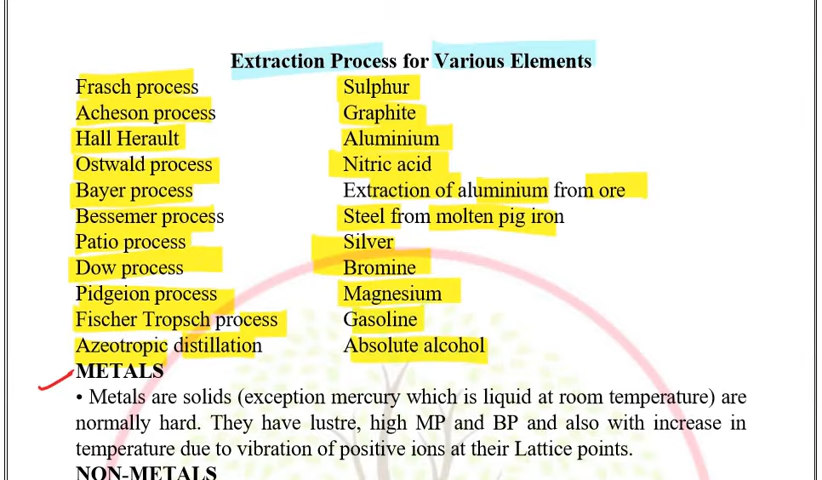 Extraction Process for Various Elements
Frasch process Sulphur
Acheson process Graphite
Hall Herault Aluminium
Ostwald process Nitric acid
Bayer process Extraction of aluminium from ore
Bessemer process Steel from molten pig iron
Patio process Silver
Dow process Bromine
Pidgeion process Magnesium
Fischer Tropsch process Gasoline
Azeotropic distillation Absolute alcohol
METALS
• Metals are solids (exception mercury which is liquid at room temperature) are
normally hard. They have lustre, high MP and BP and also with increase in
temperature due to vibration of positive ions at their Lattice points.
NON-METALS